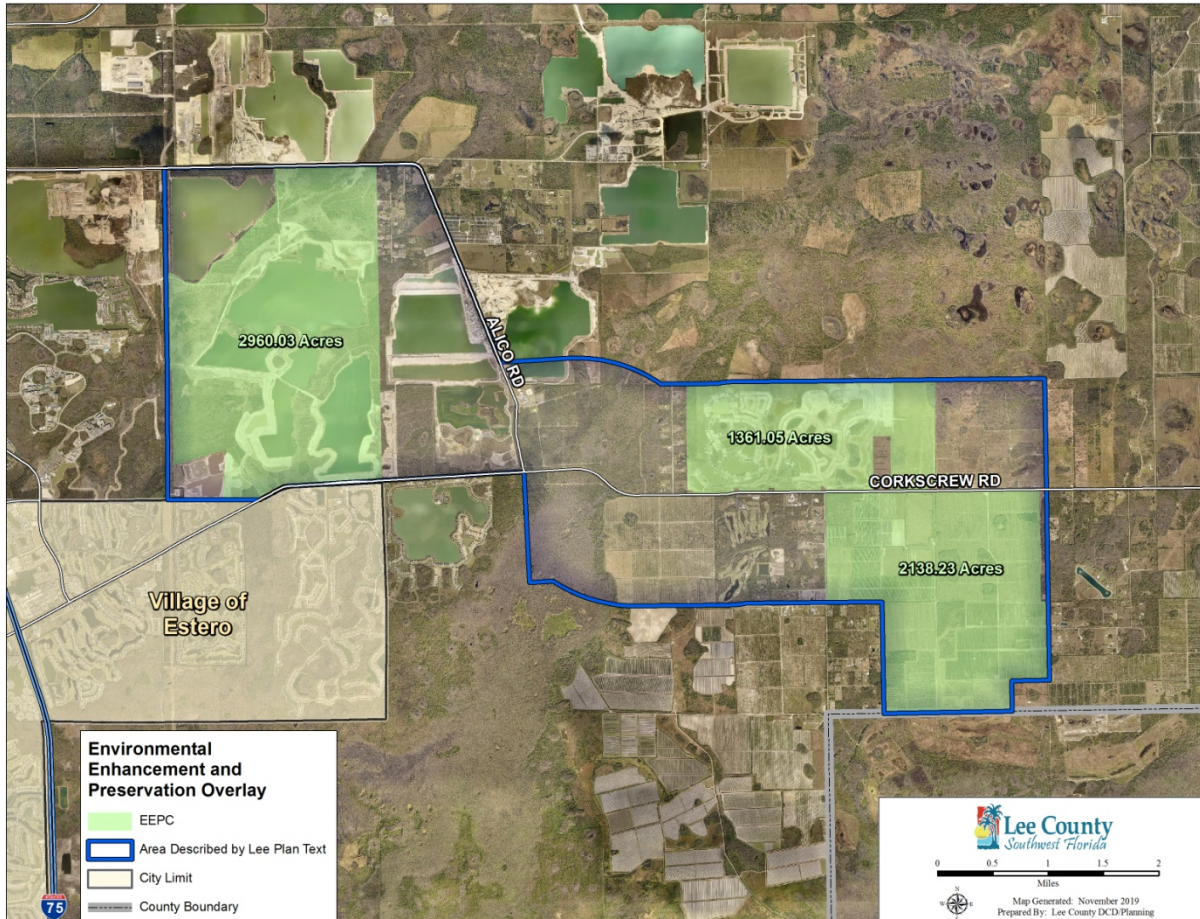 2960.03 Acres
ALICO RD
1361.05 Acres
CORKSCREW RD
2138.23 Acres
Village of
Estero
Environmental
Enhancement and
Preservation Overlay
EEPC
Area Described by Lee Plan Text
City Limit
County Boundary
75
Lee County
Southwest Florida
0 0.5 1 1.5 2
Miles
N
W E
S
Map Generated: November 2019
Prepared By: Lee County DCD/Planning